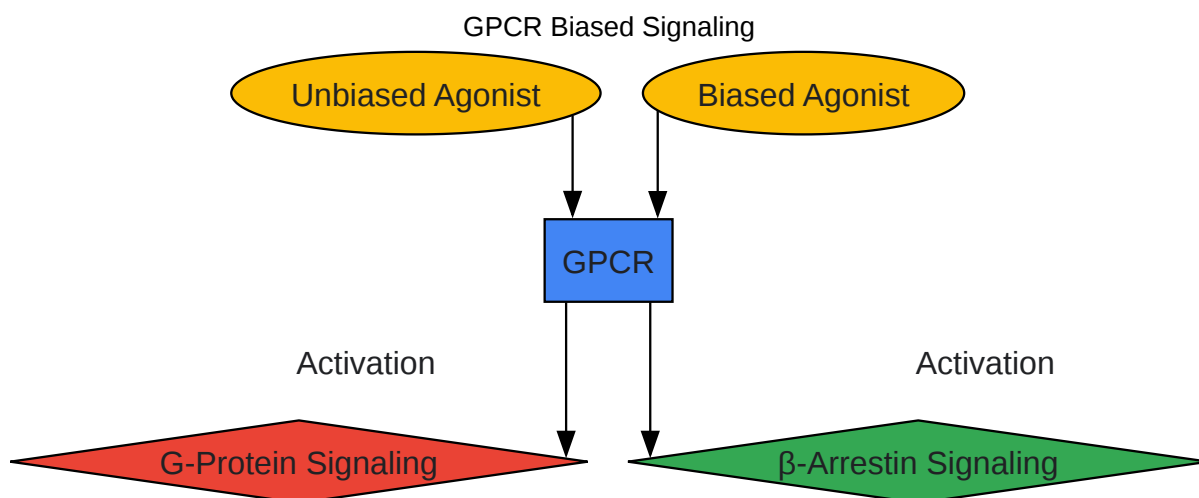 GPCR Biased Signaling
Unbiased Agonist
Biased Agonist
GPCR
Activation
Activation
G-Protein Signaling
β-Arrestin Signaling